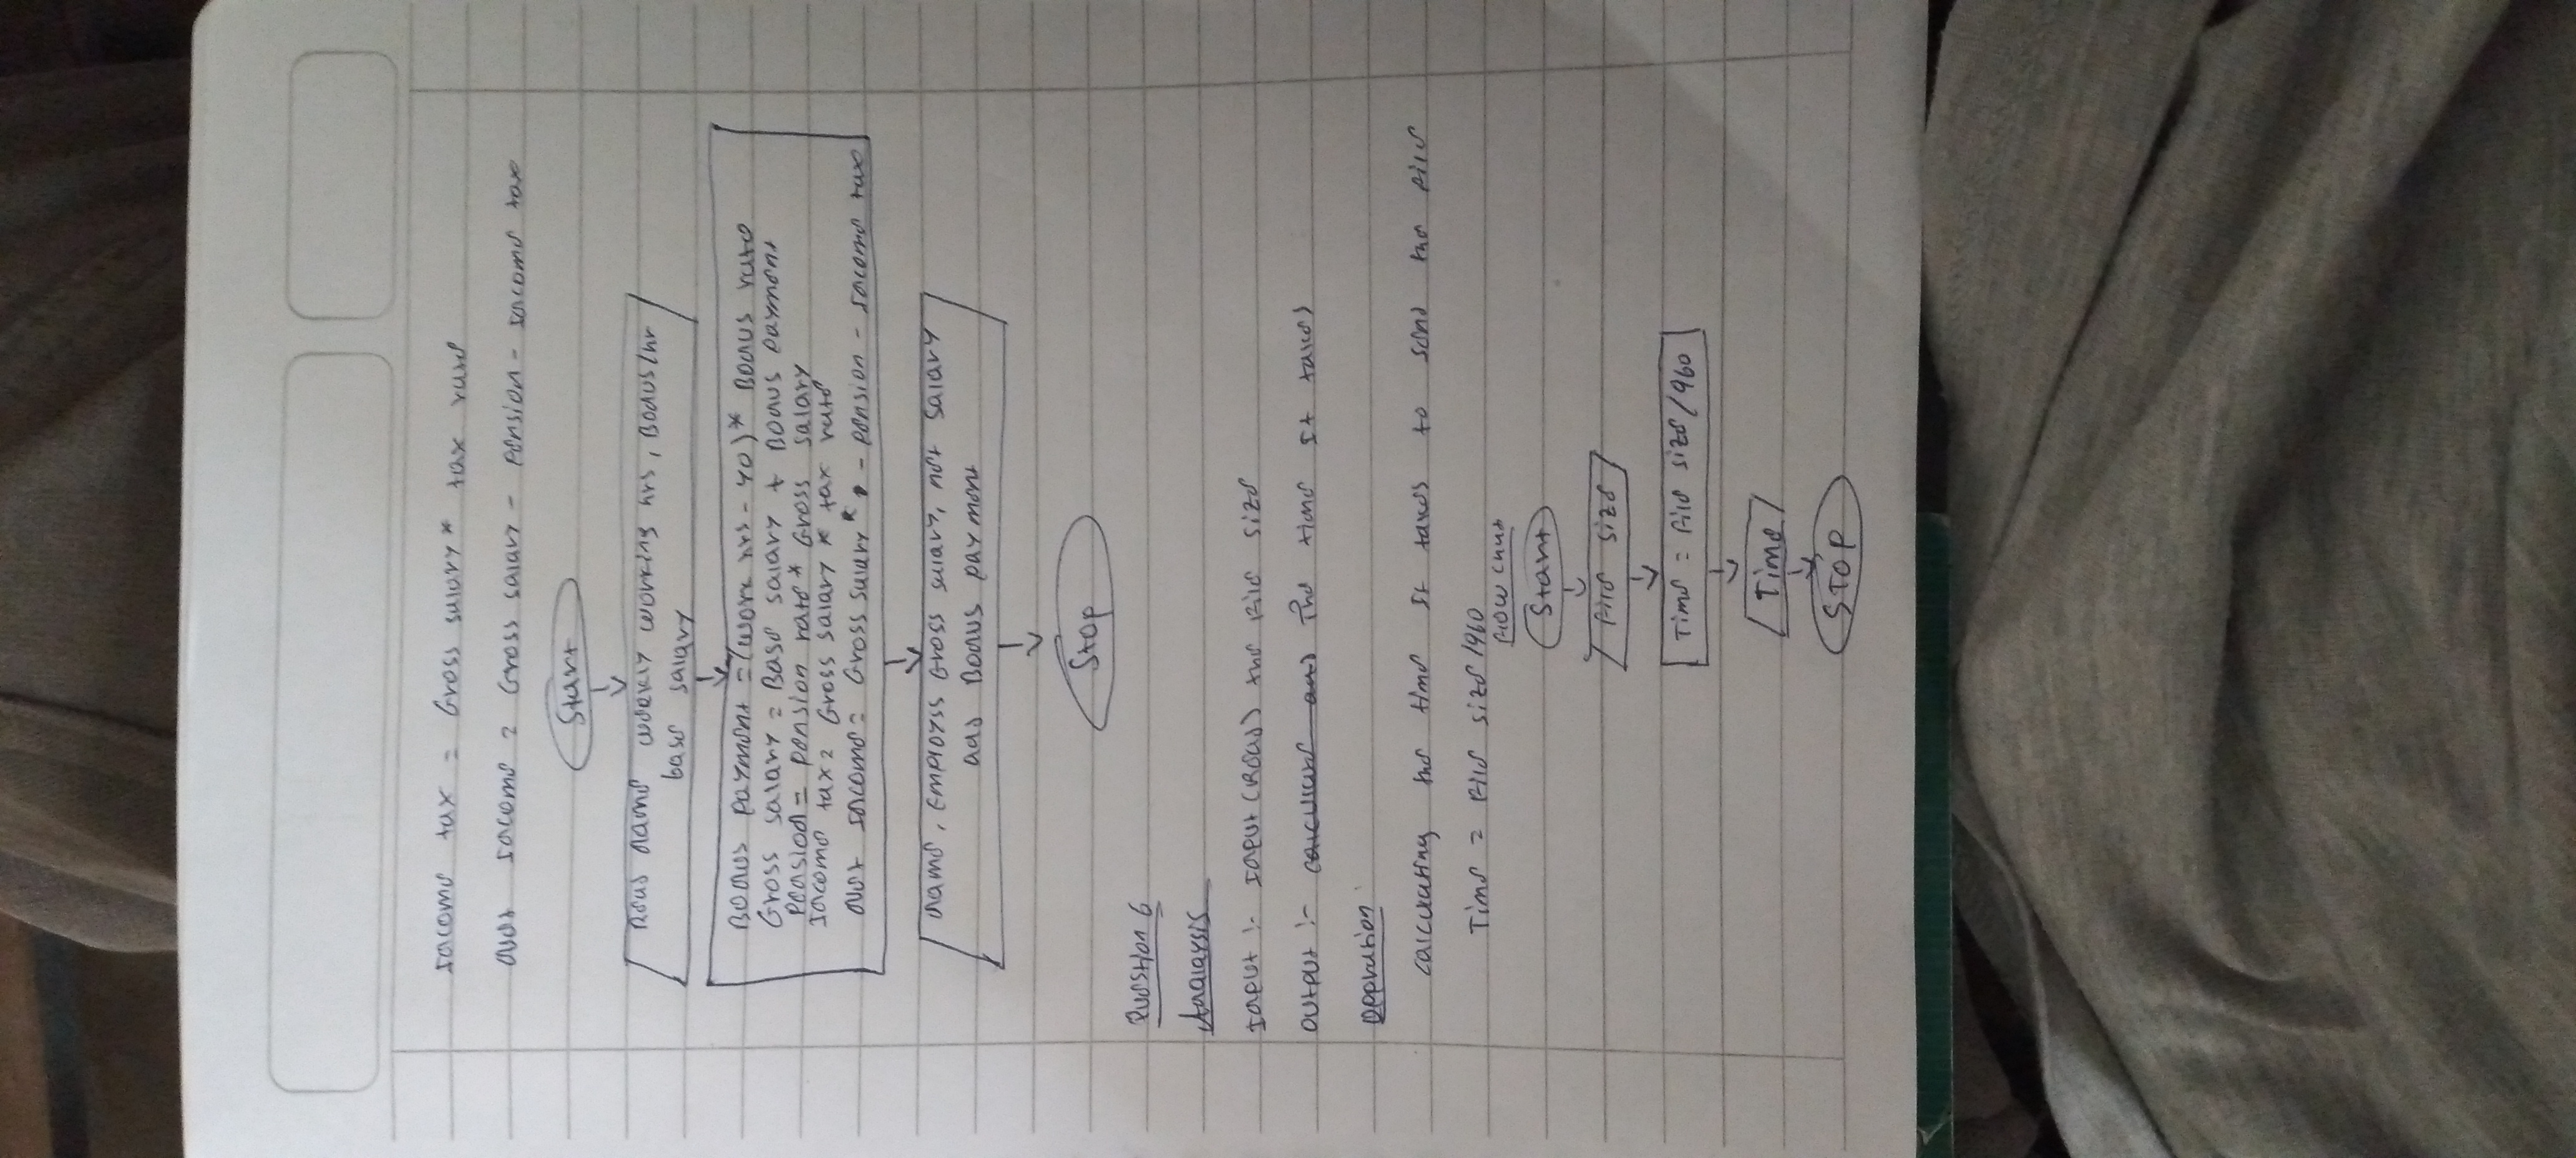 Income tax = Gross salary * tax rate
Net Income = Gross salary - Pension - Income tax
Start
Read name weekly working hrs, Bonus/hr
base salary
Bonus payment = (work hrs - 40) * Bonus rate
Gross salary = Base salary + Bonus payment
Pension = pension rate * Gross salary
Income tax = Gross salary * tax rate
Net Income = Gross salary * - pension - Income tax
name, Employee Gross salary, net salary
and Bonus payment
Stop
Question 6
Analaysis
Input :- Input (Read) the File size
Output :- calculate and The time It takes
Oppration
calculating the time It takes to send the file
Time = File size /960
Flow chart
Start
File size
Time = File size /960
Time
STOP